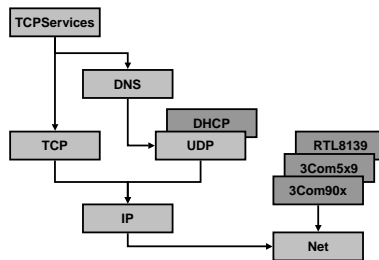 TCPServices
DNS
DHCP
TCP
UDP
RTL8139
3Com5x9
3Com90x
IP
Net